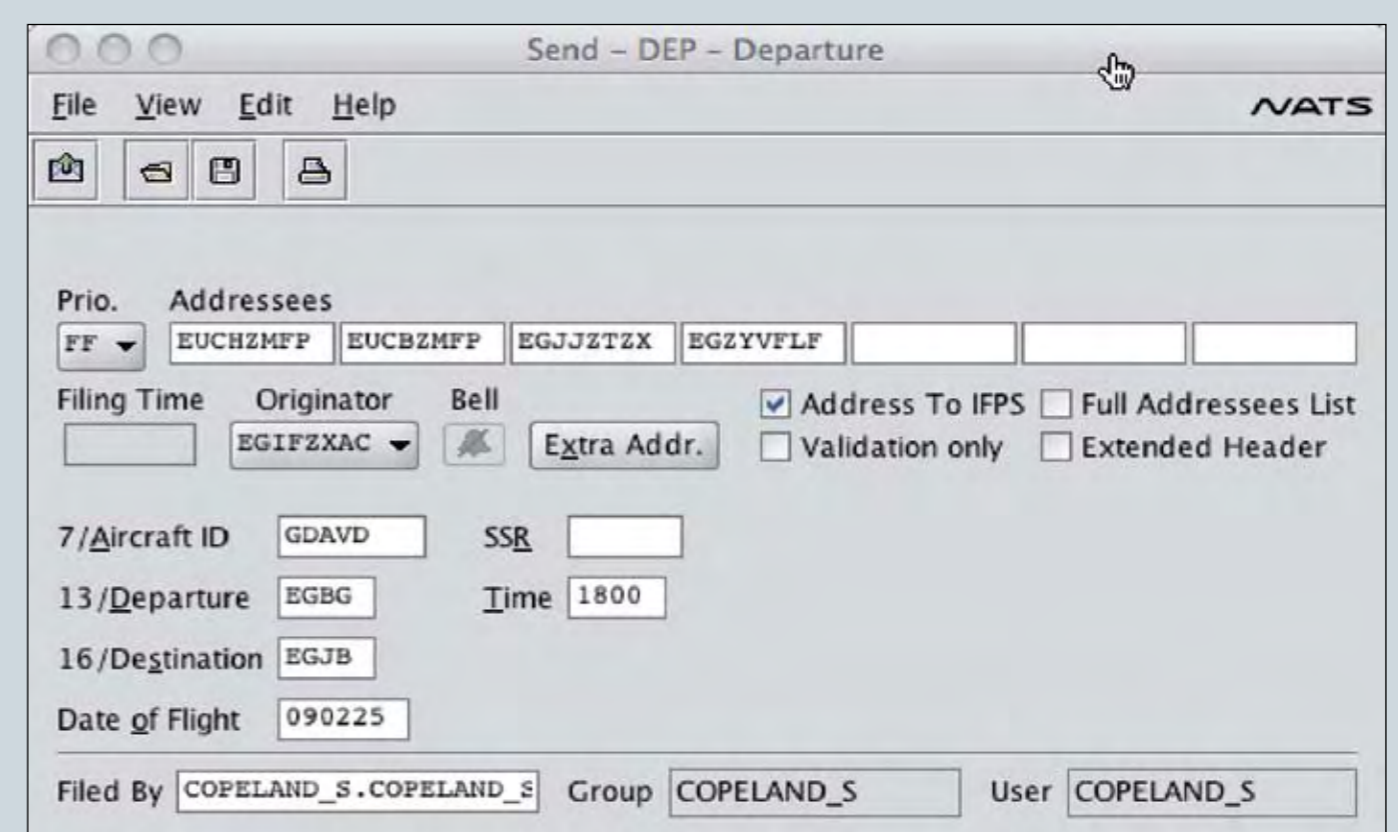 Send – DEP – Departure
File View Edit Help NATS
Prio. Addressees
FF EUCHZMFP EUCBZMFP EGJJZTZX EGZYVFLF
Filing Time Originator Bell Address To IFPS Full Addressees List
EGIFZXAC Extra Addr. Validation only Extended Header
7/Aircraft ID GDAVD SSR
13/Departure EGBG Time 1800
16/Destination EGJB
Date of Flight 090225
Filed By COPELAND_S.COPELAND_S Group COPELAND_S User COPELAND_S